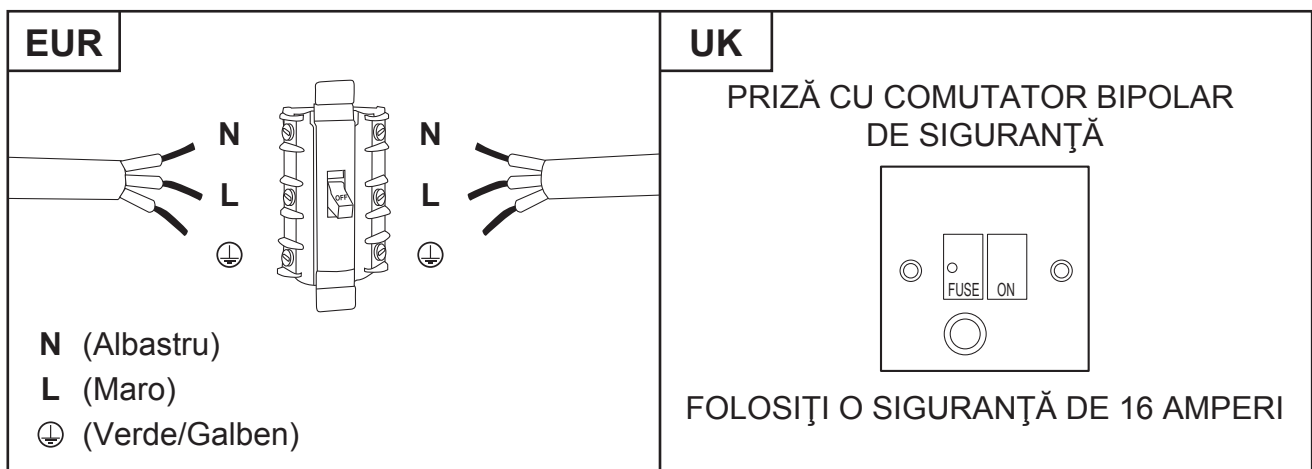 EUR
N
N
L
OFF
L
N (Albastru)
L (Maro)
(Verde/Galben)
UK
PRIZĂ CU COMUTATOR BIPOLAR
DE SIGURANŢĂ
FUSE ON
FOLOSIŢI O SIGURANŢĂ DE 16 AMPERI